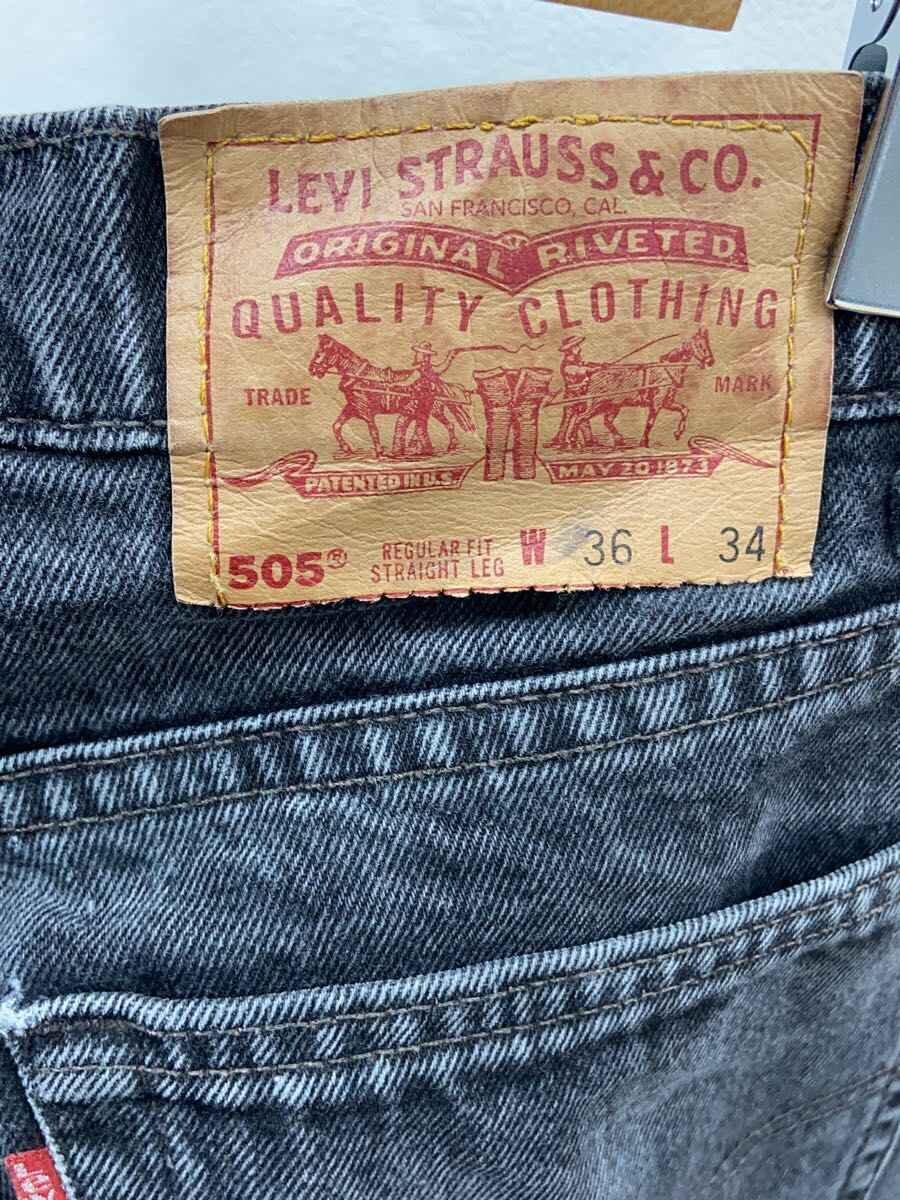 LEVI STRAUSS & CO.
SAN FRANCISCO, CAL.
ORIGINAL RIVETED
QUALITY CLOTHING
TRADE MARK
PATENTED IN U.S. MAY 20 1873
505® REGULAR FIT STRAIGHT LEG W 36 L 34